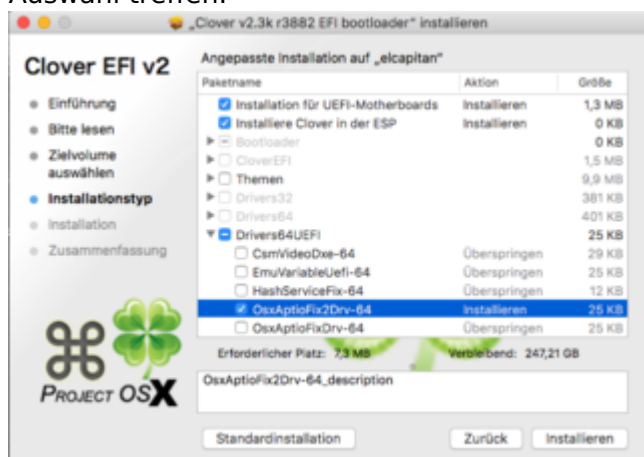 Auswahl treffen.
„Clover v2.3k r3882 EFI bootloader“ installieren
Clover EFI v2
Angepasste Installation auf „elcapitan“
Paketname Aktion Größe
Einführung
Bitte lesen
Zielvolume
auswählen
Installationstyp
Installation
Zusammenfassung
Installation für UEFI-Motherboards Installieren 1,3 MB
Installiere Clover in der ESP Installieren 0 KB
Bootloader 0 KB
CloverEFI 1,5 MB
Themen 9,9 MB
Drivers32 381 KB
Drivers64 401 KB
Drivers64UEFI 25 KB
CsmVideoDxe-64 Überspringen 29 KB
EmuVariableUefi-64 Überspringen 25 KB
HashServiceFix-64 Überspringen 12 KB
OsxAptioFix2Drv-64 Installieren 25 KB
OsxAptioFixDrv-64 Überspringen 25 KB
Erforderlicher Platz: 7,3 MB Verbleibend: 247,21 GB
OsxAptioFix2Drv-64_description
PROJECT OSX
Standardinstallation Zurück Installieren